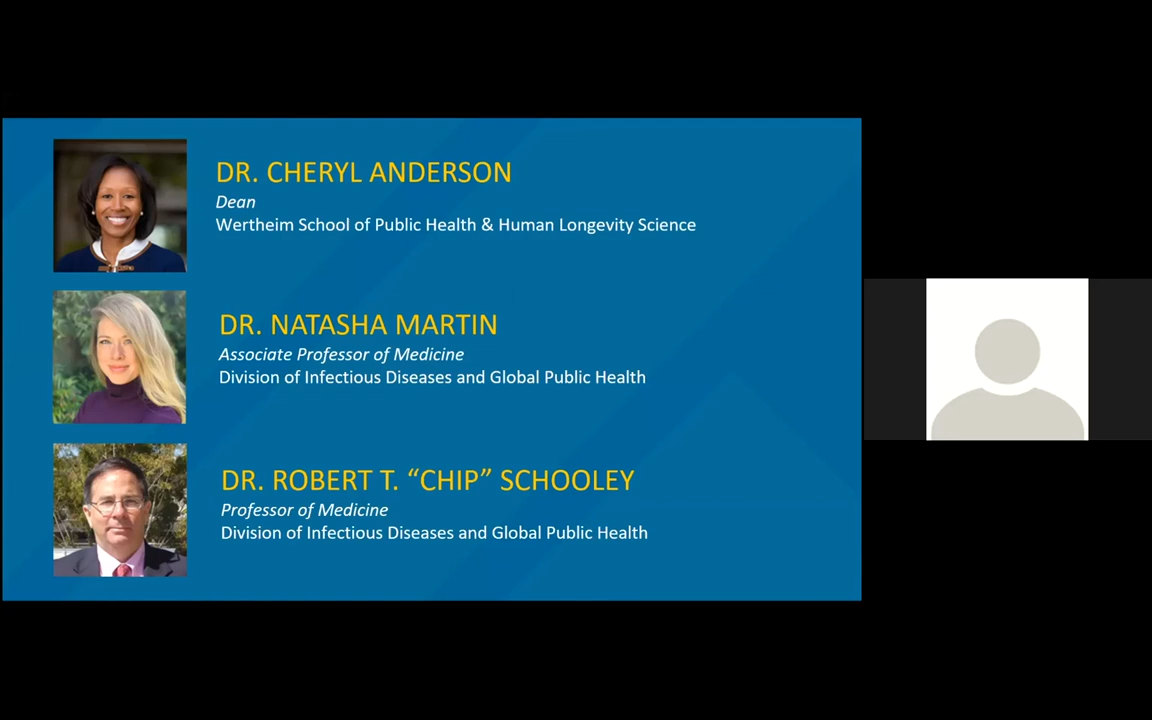 DR. CHERYL ANDERSON
Dean
Wertheim School of Public Health & Human Longevity Science
DR. NATASHA MARTIN
Associate Professor of Medicine
Division of Infectious Diseases and Global Public Health
DR. ROBERT T. “CHIP” SCHOOLEY
Professor of Medicine
Division of Infectious Diseases and Global Public Health